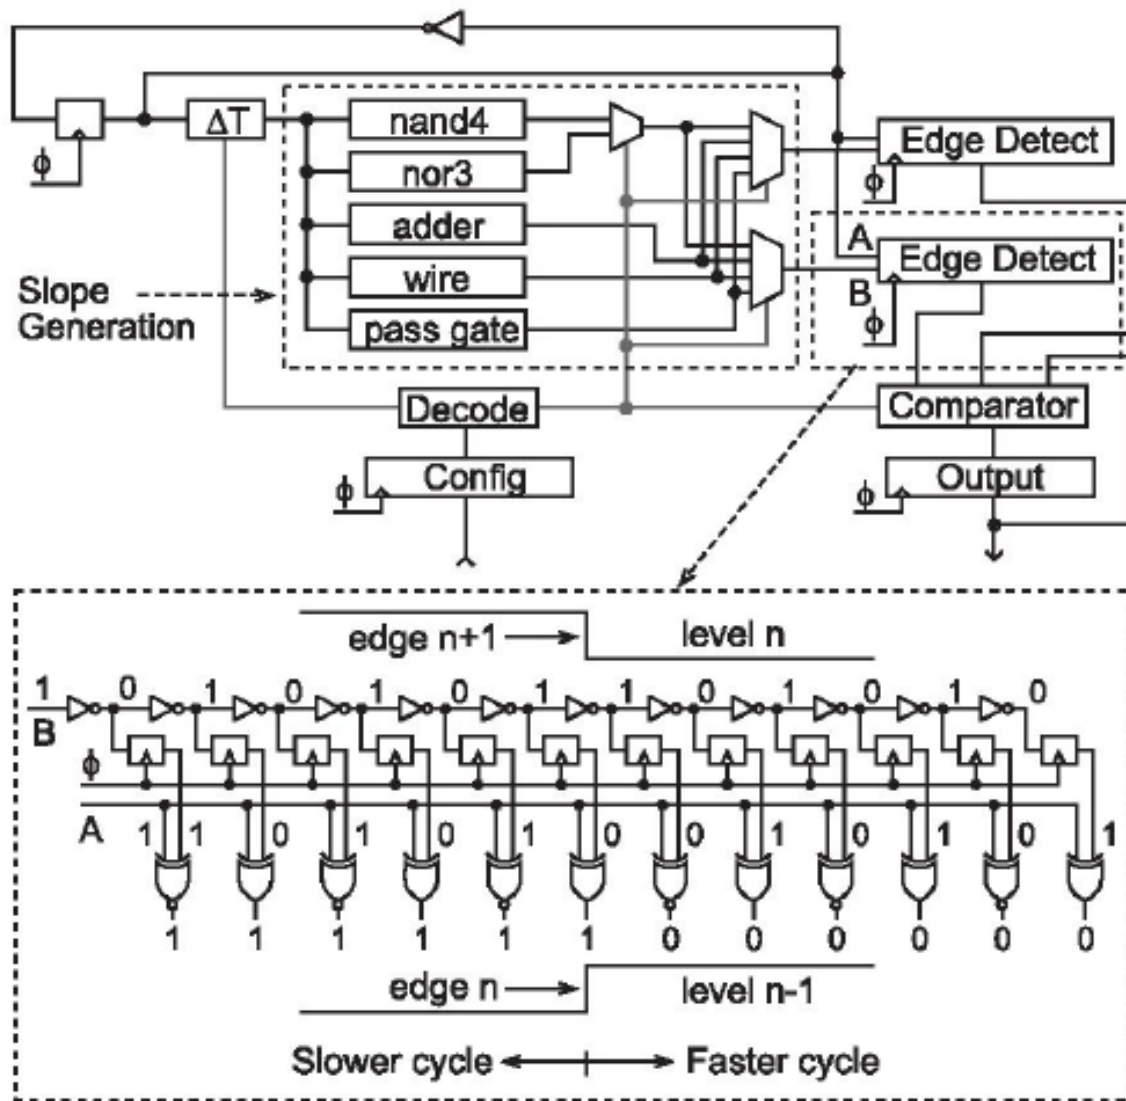 ΔT
nand4
nor3
adder
wire
pass gate
Edge Detect
ϕ
ϕ
A
Edge Detect
B
ϕ
Slope
Generation
Decode
Comparator
ϕ
Config
ϕ
Output
edge n+1
level n
1 0 1 0 1 0 1 1 0 1 0 1 0
B
ϕ
A
1 1 0 1 0 1 0 0 1 0 1 0 1
1 1 1 1 1 1 0 0 0 0 0 0
edge n
level n-1
Slower cycle
Faster cycle